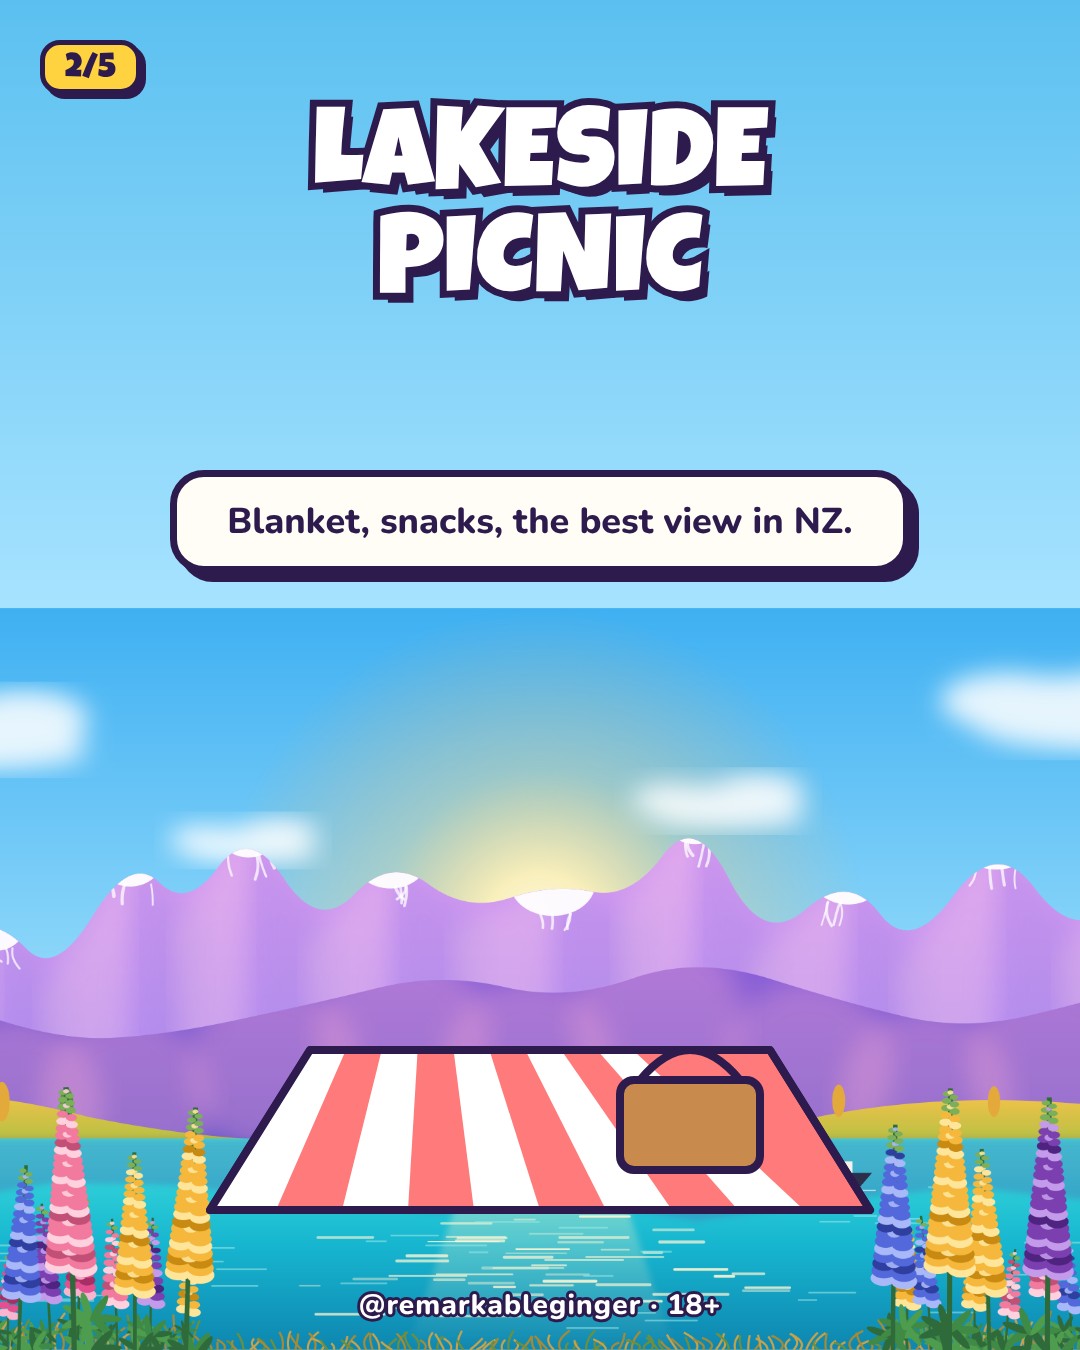 2/5
LAKESIDE
PICNIC
Blanket, snacks, the best view in NZ.
@remarkableginger · 18+